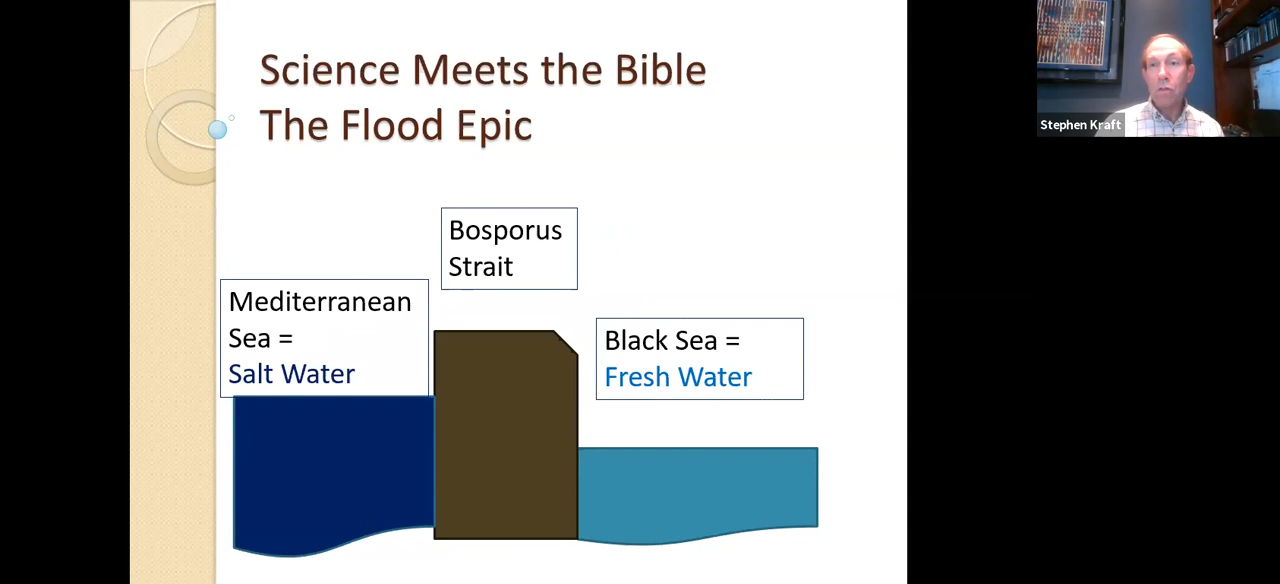 Science Meets the Bible
The Flood Epic
Bosporus
Strait
Mediterranean
Sea =
Salt Water
Black Sea =
Fresh Water
Stephen Kraft